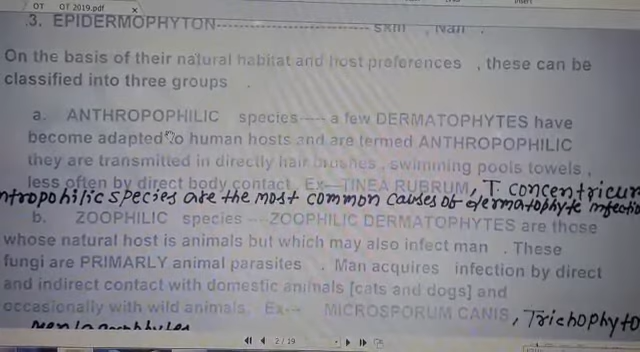 OT OT 2019.pdf x
3. EPIDERMOPHYTON---------------------------- Skin , Nail .
On the basis of their natural habitat and host preferences , these can be
classified into three groups .
a. ANTHROPOPHILIC species---- a few DERMATOPHYTES have
become adapted to human hosts and are termed ANTHROPOPHILIC
they are transmitted in directly hair brushes , swimming pools towels ,
less often by direct body contact. Ex---TINEA RUBRUM, T. concentricum
ntropophilic species are the most common causes of dermatophyte infectio
b. ZOOPHILIC species ---ZOOPHILIC DERMATOPHYTES are those
whose natural host is animals but which may also infect man . These
fungi are PRIMARLY animal parasites . Man acquires infection by direct
and indirect contact with domestic animals [cats and dogs] and
occasionally with wild animals. Ex--- MICROSPORUM CANIS, Trichophyto
2 / 19